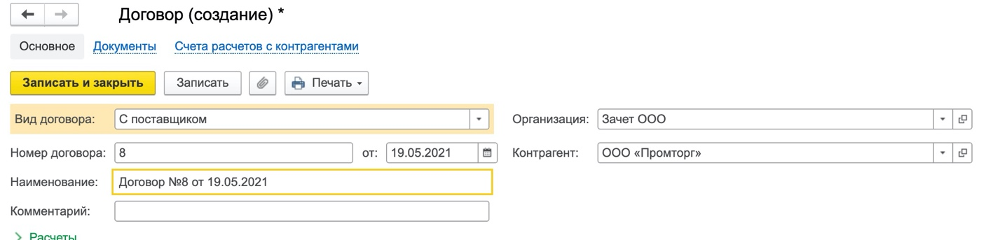 Договор (создание) *
Основное Документы Счета расчетов с контрагентами
Записать и закрыть Записать Печать
Вид договора: С поставщиком Организация: Зачет ООО
Номер договора: 8 от: 19.05.2021 Контрагент: ООО «Промторг»
Наименование: Договор №8 от 19.05.2021
Комментарий:
Расчеты